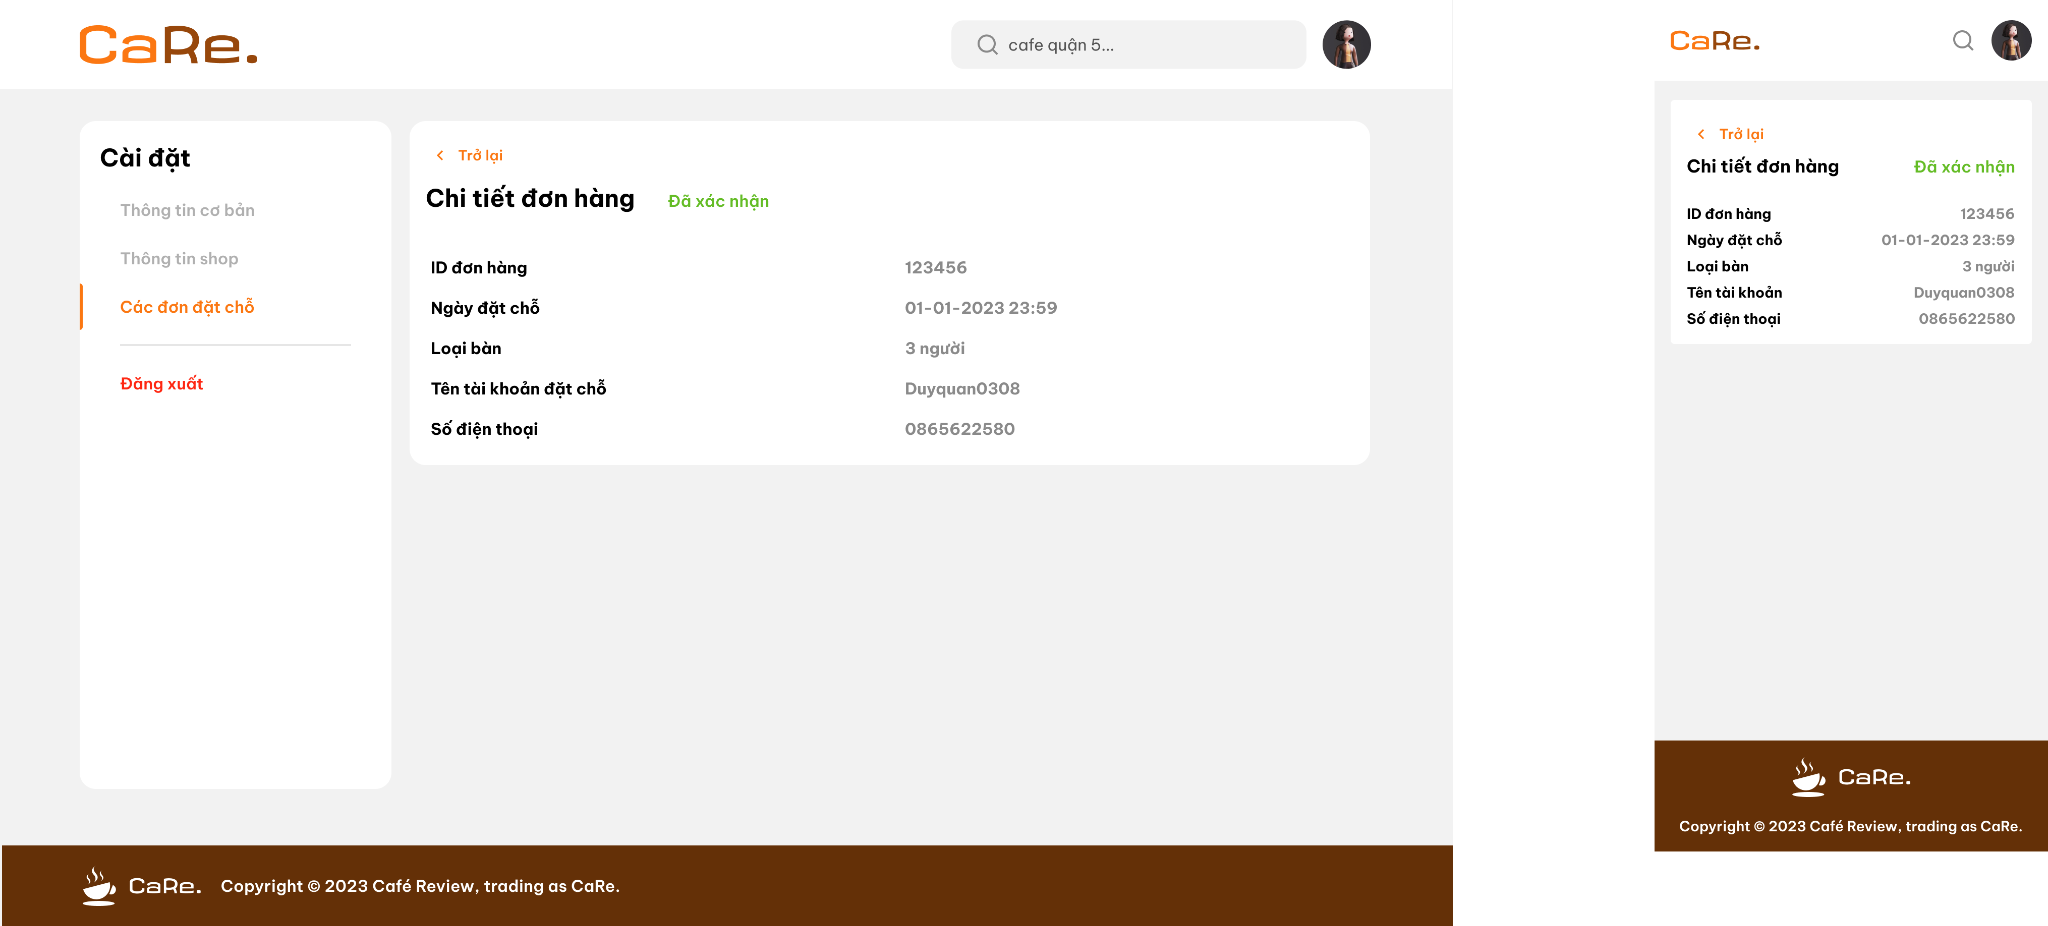 CaRe.
cafe quận 5...
Cài đặt
Thông tin cơ bản
Thông tin shop
Các đơn đặt chỗ
Đăng xuất
Trở lại
Chi tiết đơn hàng Đã xác nhận
ID đơn hàng 123456
Ngày đặt chỗ 01-01-2023 23:59
Loại bàn 3 người
Tên tài khoản đặt chỗ Duyquan0308
Số điện thoại 0865622580
CaRe. Copyright © 2023 Café Review, trading as CaRe.
CaRe.
Trở lại
Chi tiết đơn hàng Đã xác nhận
ID đơn hàng 123456
Ngày đặt chỗ 01-01-2023 23:59
Loại bàn 3 người
Tên tài khoản Duyquan0308
Số điện thoại 0865622580
CaRe.
Copyright © 2023 Café Review, trading as CaRe.